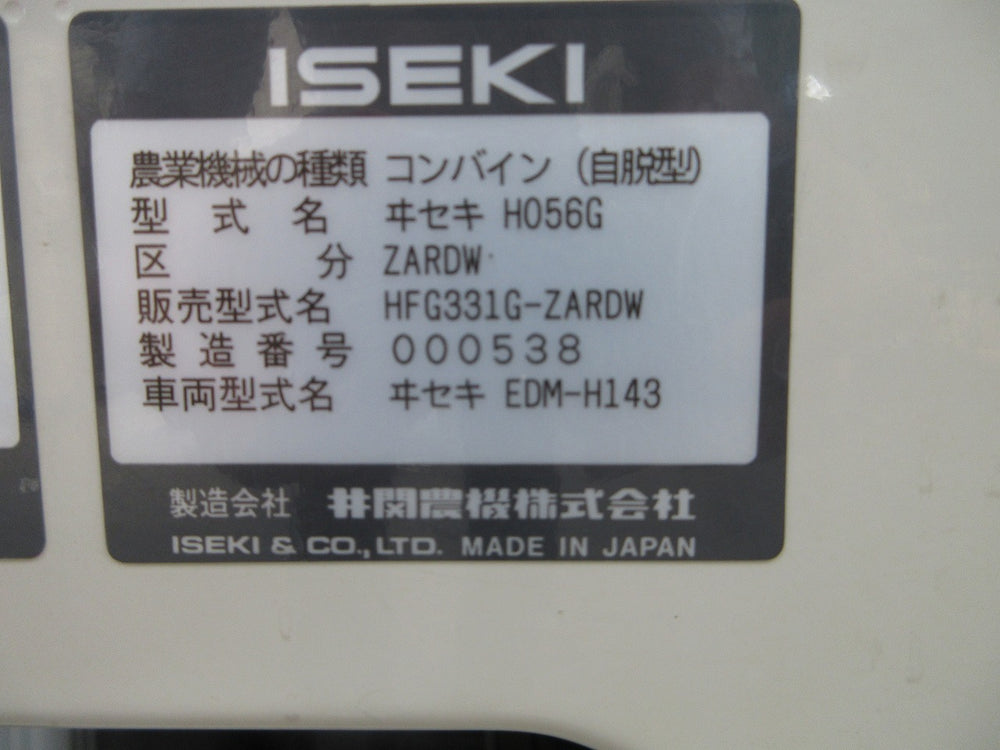 ISEKI
農業機械の種類 コンバイン (自脱型)
型式名 ヰセキ H056G
区分 ZARDW
販売型式名 HFG331G-ZARDW
製造番号 000538
車両型式名 ヰセキ EDM-H143
製造会社 井関農機株式会社
ISEKI & CO.,LTD. MADE IN JAPAN